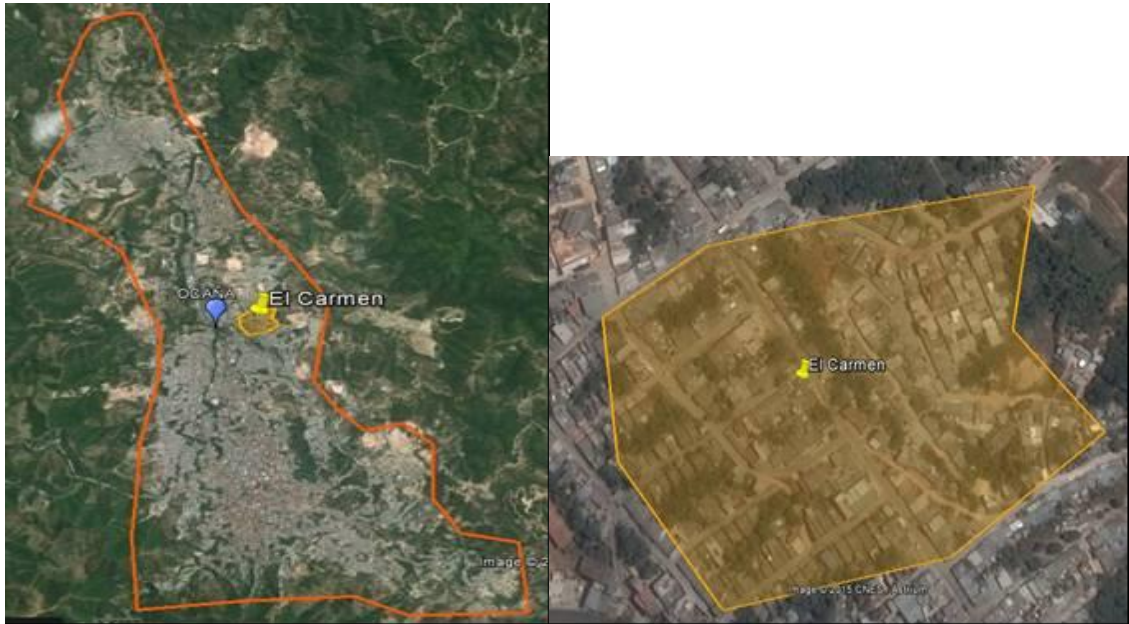 OCAÑA
El Carmen
Image © 2
El Carmen
Image © 2015 CNES / Astrium